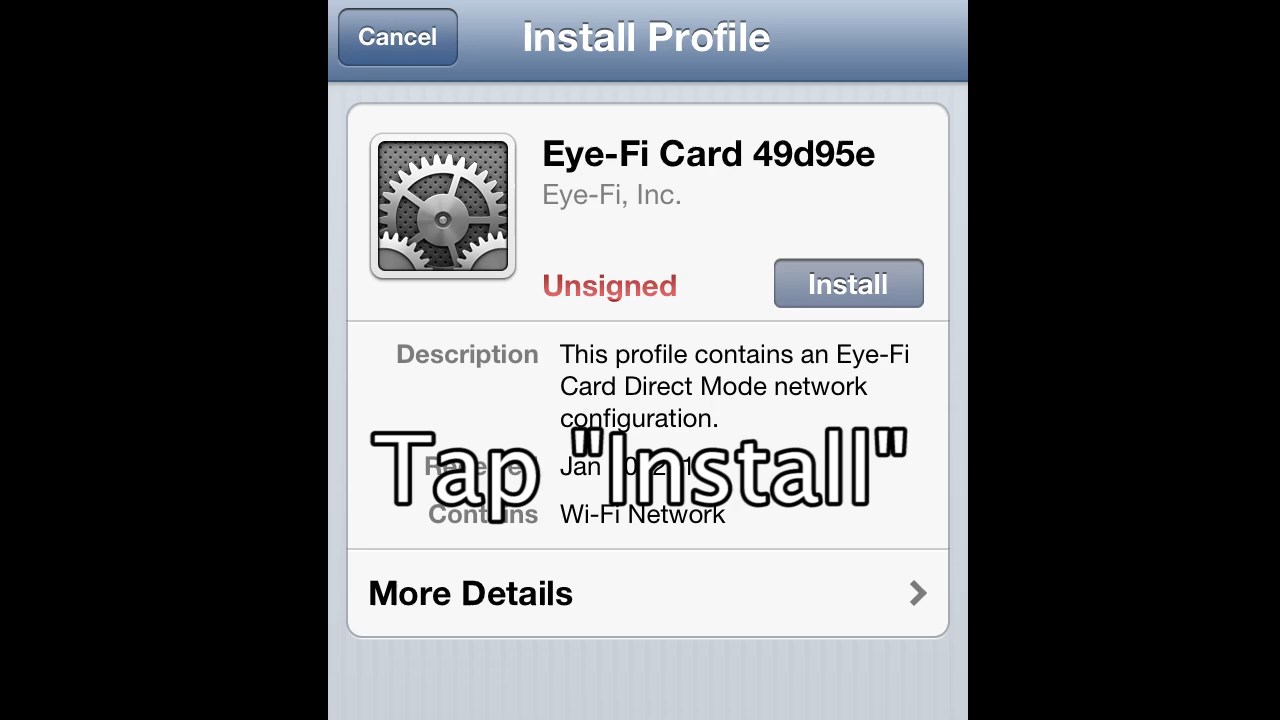 Cancel
Install Profile
Eye-Fi Card 49d95e
Eye-Fi, Inc.
Unsigned
Install
Description
This profile contains an Eye-Fi
Card Direct Mode network
configuration.
Tap "Install"
Jan
Contains
Wi-Fi Network
More Details